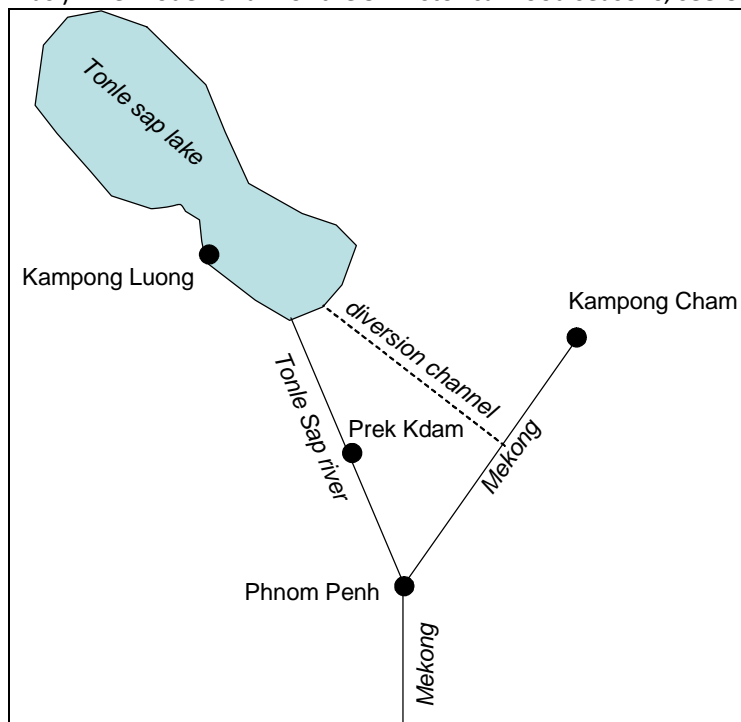 Tonle sap lake
Kampong Luong
Kampong Cham
diversion channel
Tonle Sap river
Prek Kdam
Mekong
Phnom Penh
Mekong